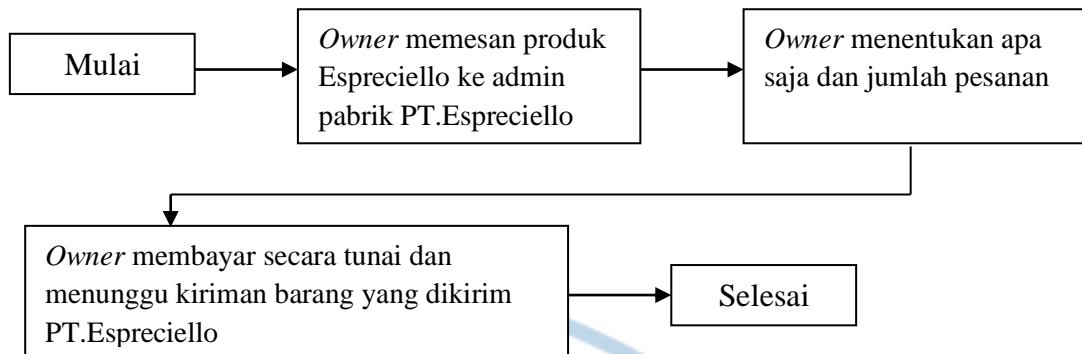 Mulai
Owner memesan produk
Espreciello ke admin
pabrik PT.Espreciello
Owner menentukan apa
saja dan jumlah pesanan
Owner membayar secara tunai dan
menunggu kiriman barang yang dikirim
PT.Espreciello
Selesai